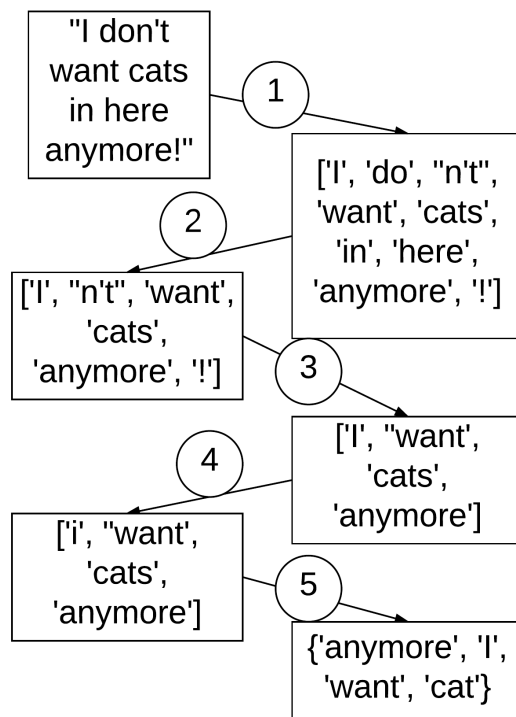 "I don't
want cats
in here
anymore!"
1
['I', 'do', "n't",
'want', 'cats',
'in', 'here',
'anymore', '!']
2
['I', "n't", 'want',
'cats',
'anymore', '!']
3
['I', "want',
'cats',
'anymore']
4
['i', "want',
'cats',
'anymore']
5
{'anymore', 'I',
'want', 'cat'}